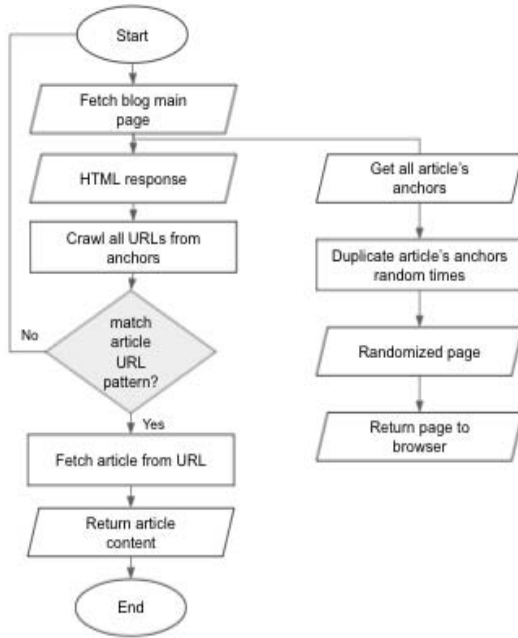 Start
Fetch blog main
page
HTML response
Crawl all URLs from
anchors
match
article
URL
pattern?
No
Yes
Fetch article from URL
Return article
content
End
Get all article's
anchors
Duplicate article's anchors
random times
Randomized page
Return page to
browser